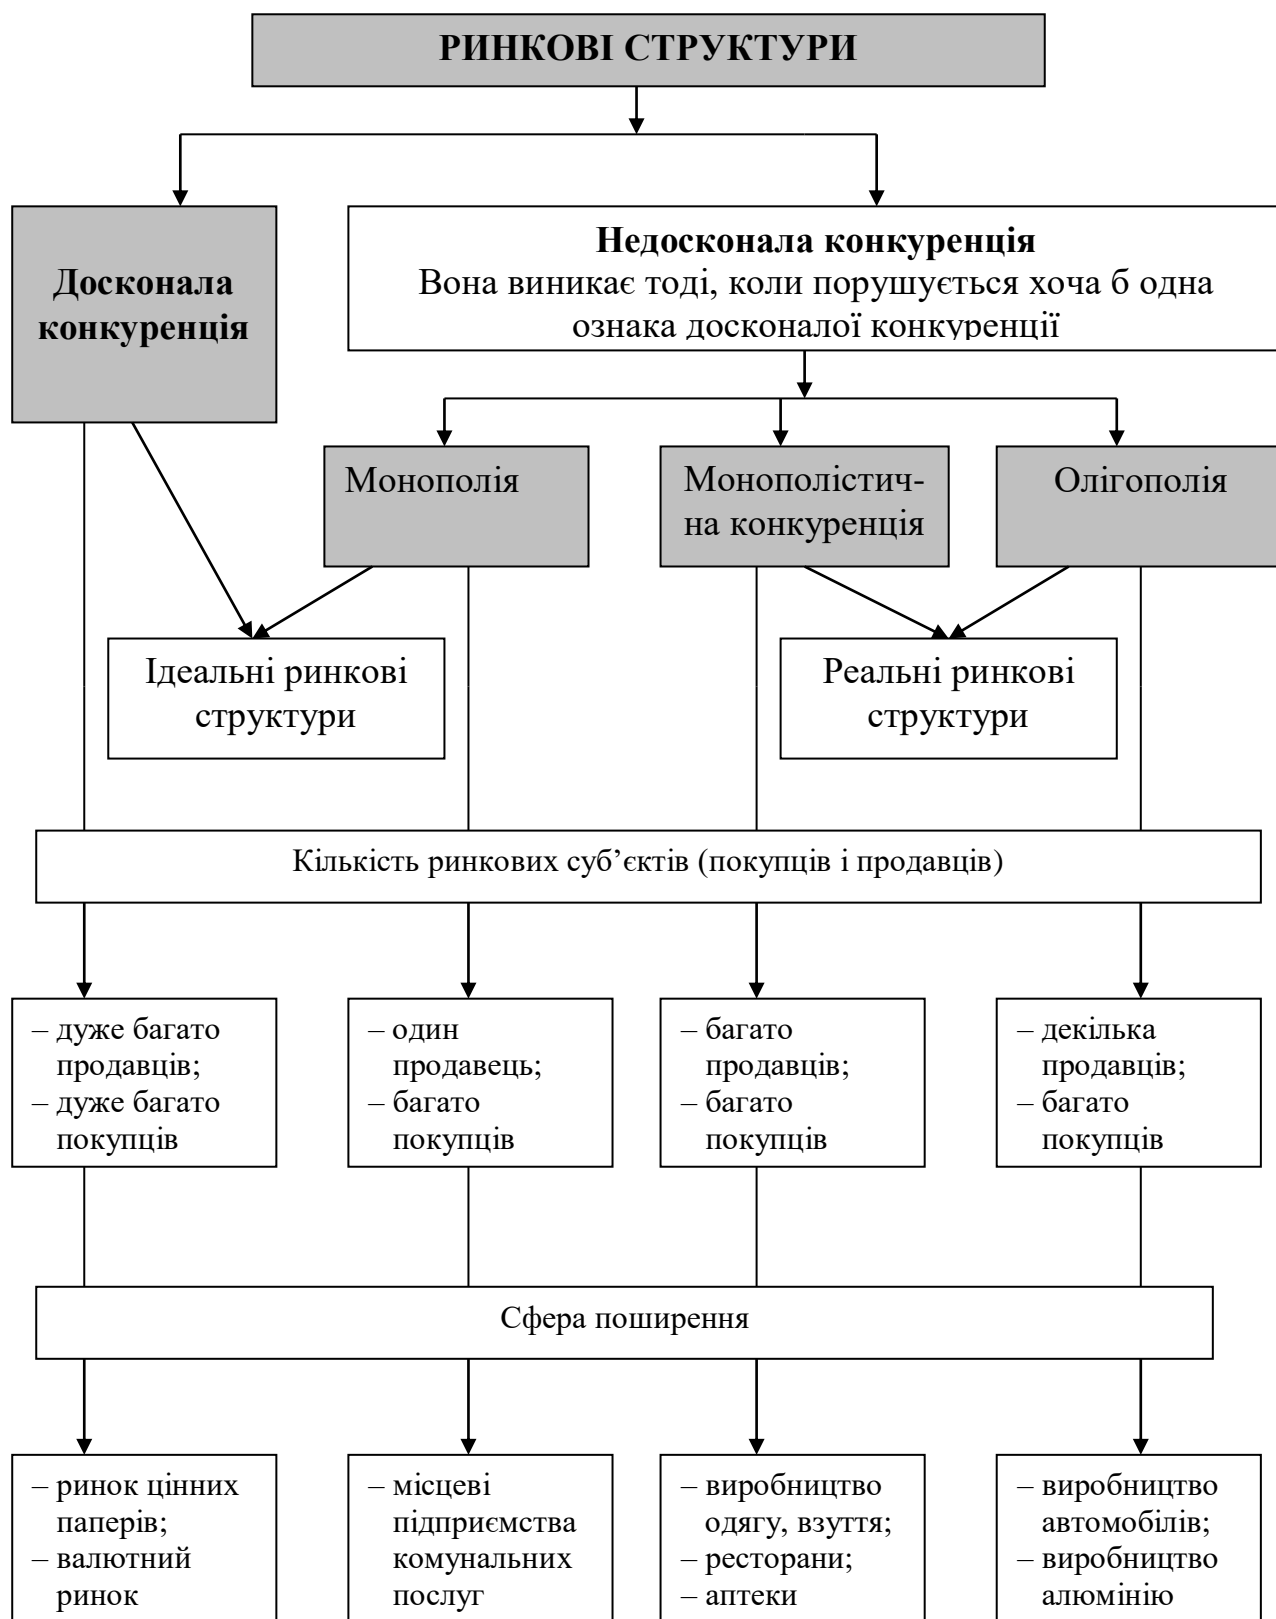 РИНКОВІ СТРУКТУРИ
Досконала
конкуренція
Недосконала конкуренція
Вона виникає тоді, коли порушується хоча б одна
ознака досконалої конкуренції
Монополія
Монополістич-
на конкуренція
Олігополія
Ідеальні ринкові
структури
Реальні ринкові
структури
Кількість ринкових суб’єктів (покупців і продавців)
– дуже багато
продавців;
– дуже багато
покупців
– один
продавець;
– багато
покупців
– багато
продавців;
– багато
покупців
– декілька
продавців;
– багато
покупців
Сфера поширення
– ринок цінних
паперів;
– валютний
ринок
– місцеві
підприємства
комунальних
послуг
– виробництво
одягу, взуття;
– ресторани;
– аптеки
– виробництво
автомобілів;
– виробництво
алюмінію